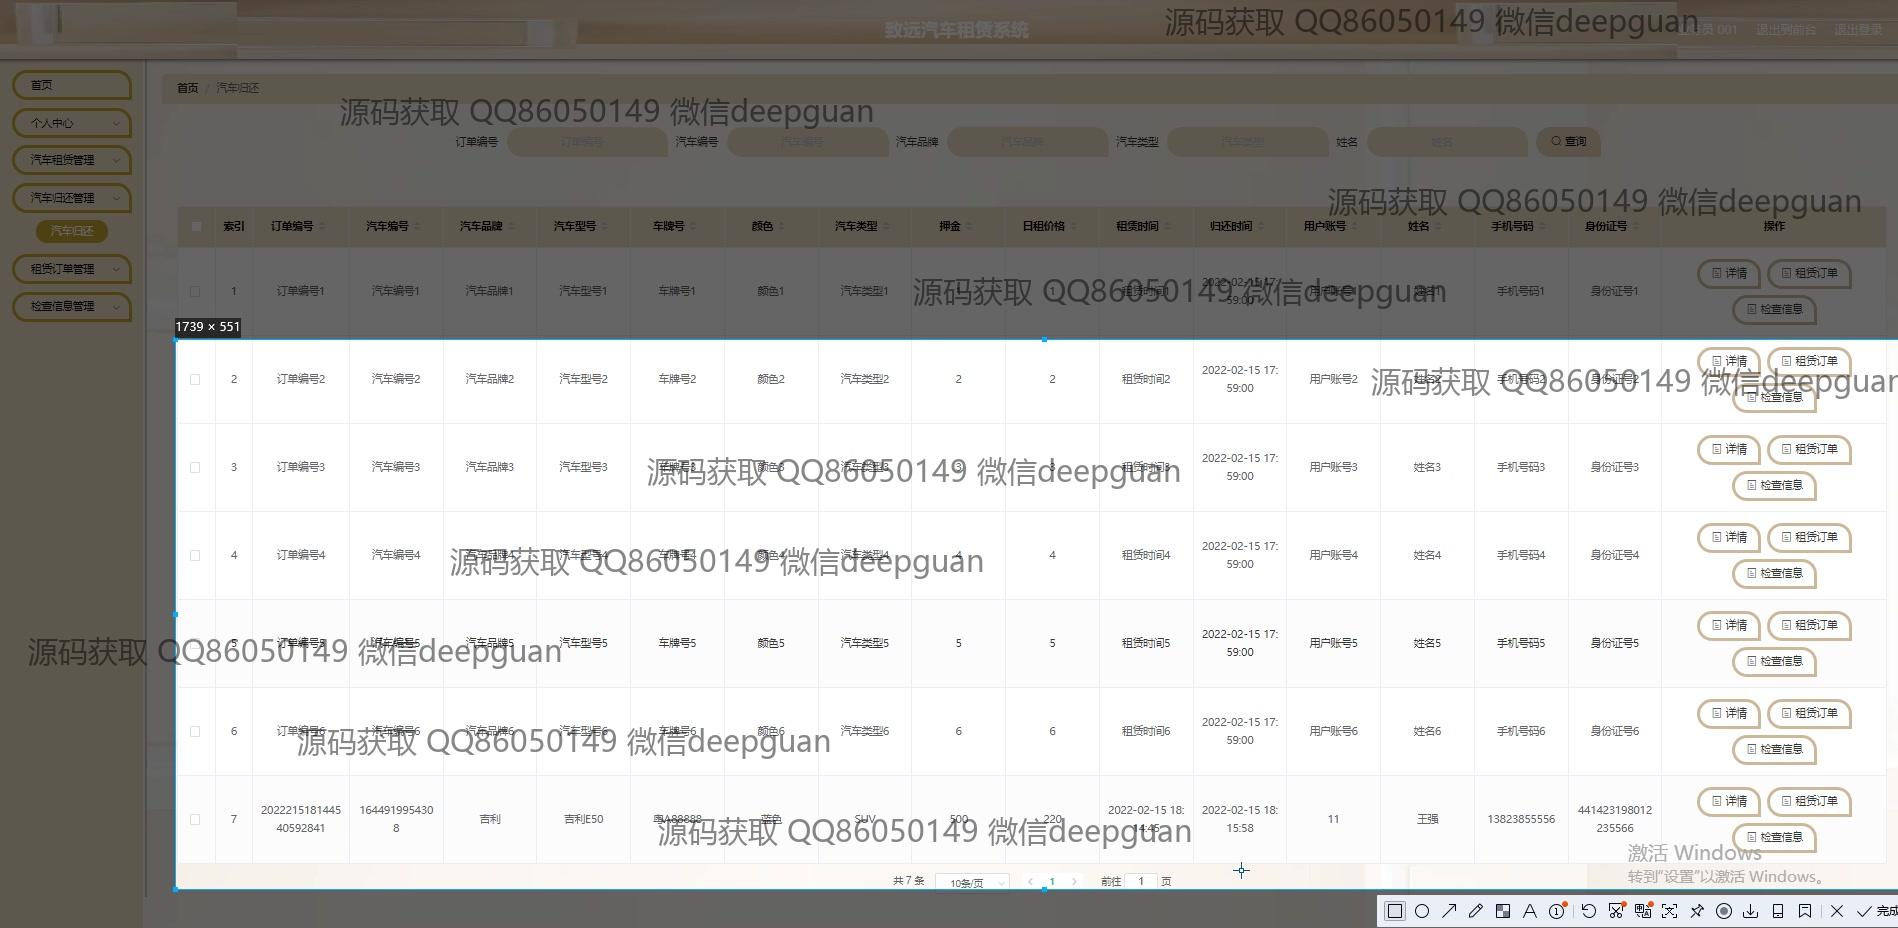 致远汽车租赁系统
001 退出到前台 退出登录
源码获取 QQ86050149 微信deepguan
首页
个人中心
汽车租赁管理
汽车归还管理
汽车归还
租赁订单管理
检查信息管理
首页 / 汽车归还
源码获取 QQ86050149 微信deepguan
订单编号 订单编号 汽车编号 汽车编号 汽车品牌 汽车品牌 汽车类型 汽车类型 姓名 姓名 查询
源码获取 QQ86050149 微信deepguan
索引 订单编号 汽车编号 汽车品牌 汽车型号 车牌号 颜色 汽车类型 押金 日租价格 租赁时间 归还时间 用户账号 姓名 手机号码 身份证号 操作
1 订单编号1 汽车编号1 汽车品牌1 汽车型号1 车牌号1 颜色1 汽车类型1 1 租赁时间1 2022-02-15 17:59:00 手机号码1 身份证号1 详情 租赁订单 检查信息
源码获取 QQ86050149 微信deepguan
1739 × 551
2 订单编号2 汽车编号2 汽车品牌2 汽车型号2 车牌号2 颜色2 汽车类型2 2 2 租赁时间2 2022-02-15 17:59:00 用户账号2 姓名2 手机号码2 身份证号2 详情 租赁订单 检查信息
源码获取 QQ86050149 微信deepguan
3 订单编号3 汽车编号3 汽车品牌3 汽车型号3 车牌号3 颜色3 汽车类型3 3 3 租赁时间3 2022-02-15 17:59:00 用户账号3 姓名3 手机号码3 身份证号3 详情 租赁订单 检查信息
源码获取 QQ86050149 微信deepguan
4 订单编号4 汽车编号4 汽车品牌4 汽车型号4 车牌号4 颜色4 汽车类型4 4 4 租赁时间4 2022-02-15 17:59:00 用户账号4 姓名4 手机号码4 身份证号4 详情 租赁订单 检查信息
源码获取 QQ86050149 微信deepguan
5 订单编号5 汽车编号5 汽车品牌5 汽车型号5 车牌号5 颜色5 汽车类型5 5 5 租赁时间5 2022-02-15 17:59:00 用户账号5 姓名5 手机号码5 身份证号5 详情 租赁订单 检查信息
源码获取 QQ86050149 微信deepguan
6 订单编号6 汽车编号6 汽车品牌6 汽车型号6 车牌号6 颜色6 汽车类型6 6 6 租赁时间6 2022-02-15 17:59:00 用户账号6 姓名6 手机号码6 身份证号6 详情 租赁订单 检查信息
源码获取 QQ86050149 微信deepguan
7 202221518144540592841 1644919954308 吉利 吉利E50 粤A88888 蓝色 SUV 500 220 2022-02-15 18:14:45 2022-02-15 18:15:58 11 王强 13823855556 441423198012235566 详情 租赁订单 检查信息
源码获取 QQ86050149 微信deepguan
激活 Windows
转到"设置"以激活 Windows。
共 7 条 10条/页 1 前往 1 页
完成